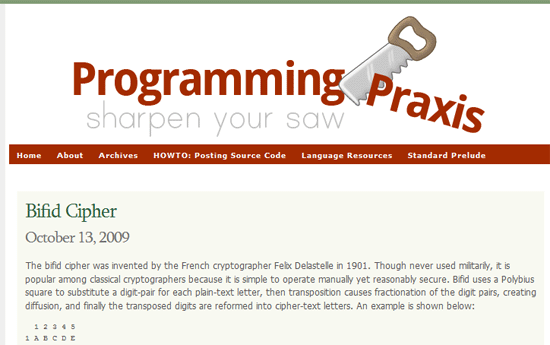 Programming Praxis
sharpen your saw
Home About Archives HOWTO: Posting Source Code Language Resources Standard Prelude
Bifid Cipher
October 13, 2009
The bifid cipher was invented by the French cryptographer Felix Delastelle in 1901. Though never used militarily, it is
popular among classical cryptographers because it is simple to operate manually yet reasonably secure. Bifid uses a Polybius
square to substitute a digit-pair for each plain-text letter, then transposition causes fractionation of the digit pairs, creating
diffusion, and finally the transposed digits are reformed into cipher-text letters. An example is shown below:
1 2 3 4 5
1 A B C D E